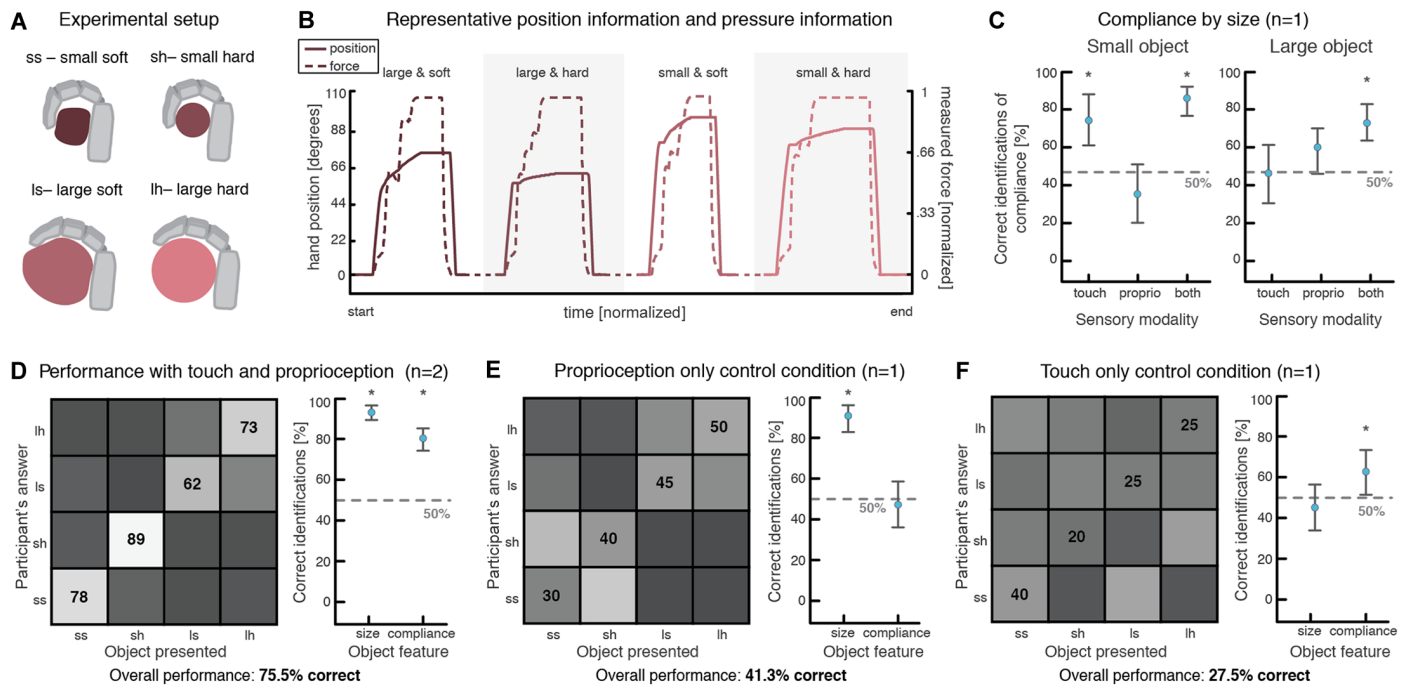 A Experimental setup
ss – small soft
sh– small hard
ls– large soft
lh– large hard
B Representative position information and pressure information
position
force
large & soft
large & hard
small & soft
small & hard
hand position [degrees]
110
88
66
44
22
0
1
.66
.33
0
measured force [normalized]
start
time [normalized]
end
C Compliance by size (n=1)
Small object
Large object
Correct identifications of
compliance [%]
100
80
60
40
20
0
*
*
50%
touch
proprio
both
Sensory modality
100
80
60
40
20
0
*
50%
touch
proprio
both
Sensory modality
D Performance with touch and proprioception (n=2)
Participant's answer
lh
ls
sh
ss
73
62
89
78
ss
sh
ls
lh
Object presented
Correct identifications [%]
100
80
60
40
20
0
*
*
50%
size
compliance
Object feature
Overall performance: 75.5% correct
E Proprioception only control condition (n=1)
Participant's answer
lh
ls
sh
ss
50
45
40
30
ss
sh
ls
lh
Object presented
Correct identifications [%]
100
80
60
40
20
0
*
50%
size
compliance
Object feature
Overall performance: 41.3% correct
F Touch only control condition (n=1)
Participant's answer
lh
ls
sh
ss
25
25
20
40
ss
sh
ls
lh
Object presented
Correct identifications [%]
100
80
60
40
20
0
*
50%
size
compliance
Object feature
Overall performance: 27.5% correct